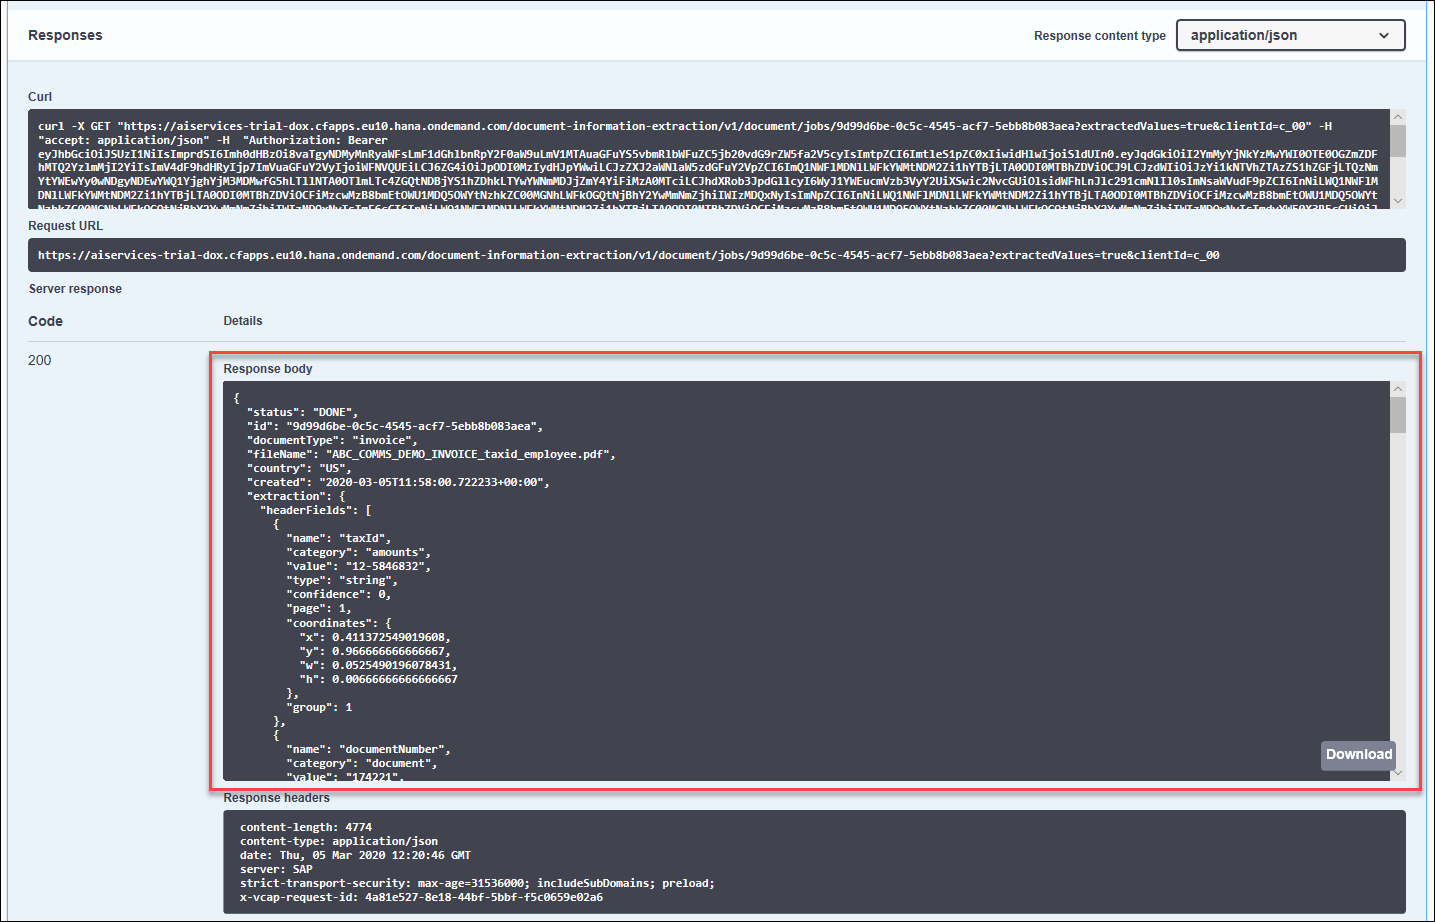 Responses
Response content type
application/json
Curl
curl -X GET "https://aiservices-trial-dox.cfapps.eu10.hana.ondemand.com/document-information-extraction/v1/document/jobs/9d99d6be-0c5c-4545-acf7-5ebb8b083aea?extractedValues=true&clientId=c_00" -H
"accept: application/json" -H  "Authorization: Bearer
Request URL
https://aiservices-trial-dox.cfapps.eu10.hana.ondemand.com/document-information-extraction/v1/document/jobs/9d99d6be-0c5c-4545-acf7-5ebb8b083aea?extractedValues=true&clientId=c_00
Server response
Code
Details
200
Response body
{
"status": "DONE",
"id": "9d99d6be-0c5c-4545-acf7-5ebb8b083aea",
"documentType": "invoice",
"fileName": "ABC_COMMS_DEMO_INVOICE_taxid_employee.pdf",
"country": "US",
"created": "2020-03-05T11:58:00.722233+00:00",
"extraction": {
"headerFields": [
{
"name": "taxId",
"category": "amounts",
"value": "12-5846832",
"type": "string",
"confidence": 0,
"page": 1,
"coordinates": {
"x": 0.411372549019608,
"y": 0.966666666666667,
"w": 0.0525490196078431,
"h": 0.00666666666666667
},
"group": 1
},
{
"name": "documentNumber",
"category": "document",
"value": "174221",
Download
Response headers
content-length: 4774
content-type: application/json
date: Thu, 05 Mar 2020 12:20:46 GMT
server: SAP
strict-transport-security: max-age=31536000; includeSubDomains; preload;
x-vcap-request-id: 4a81e527-8e18-44bf-5bbf-f5c0659e02a6